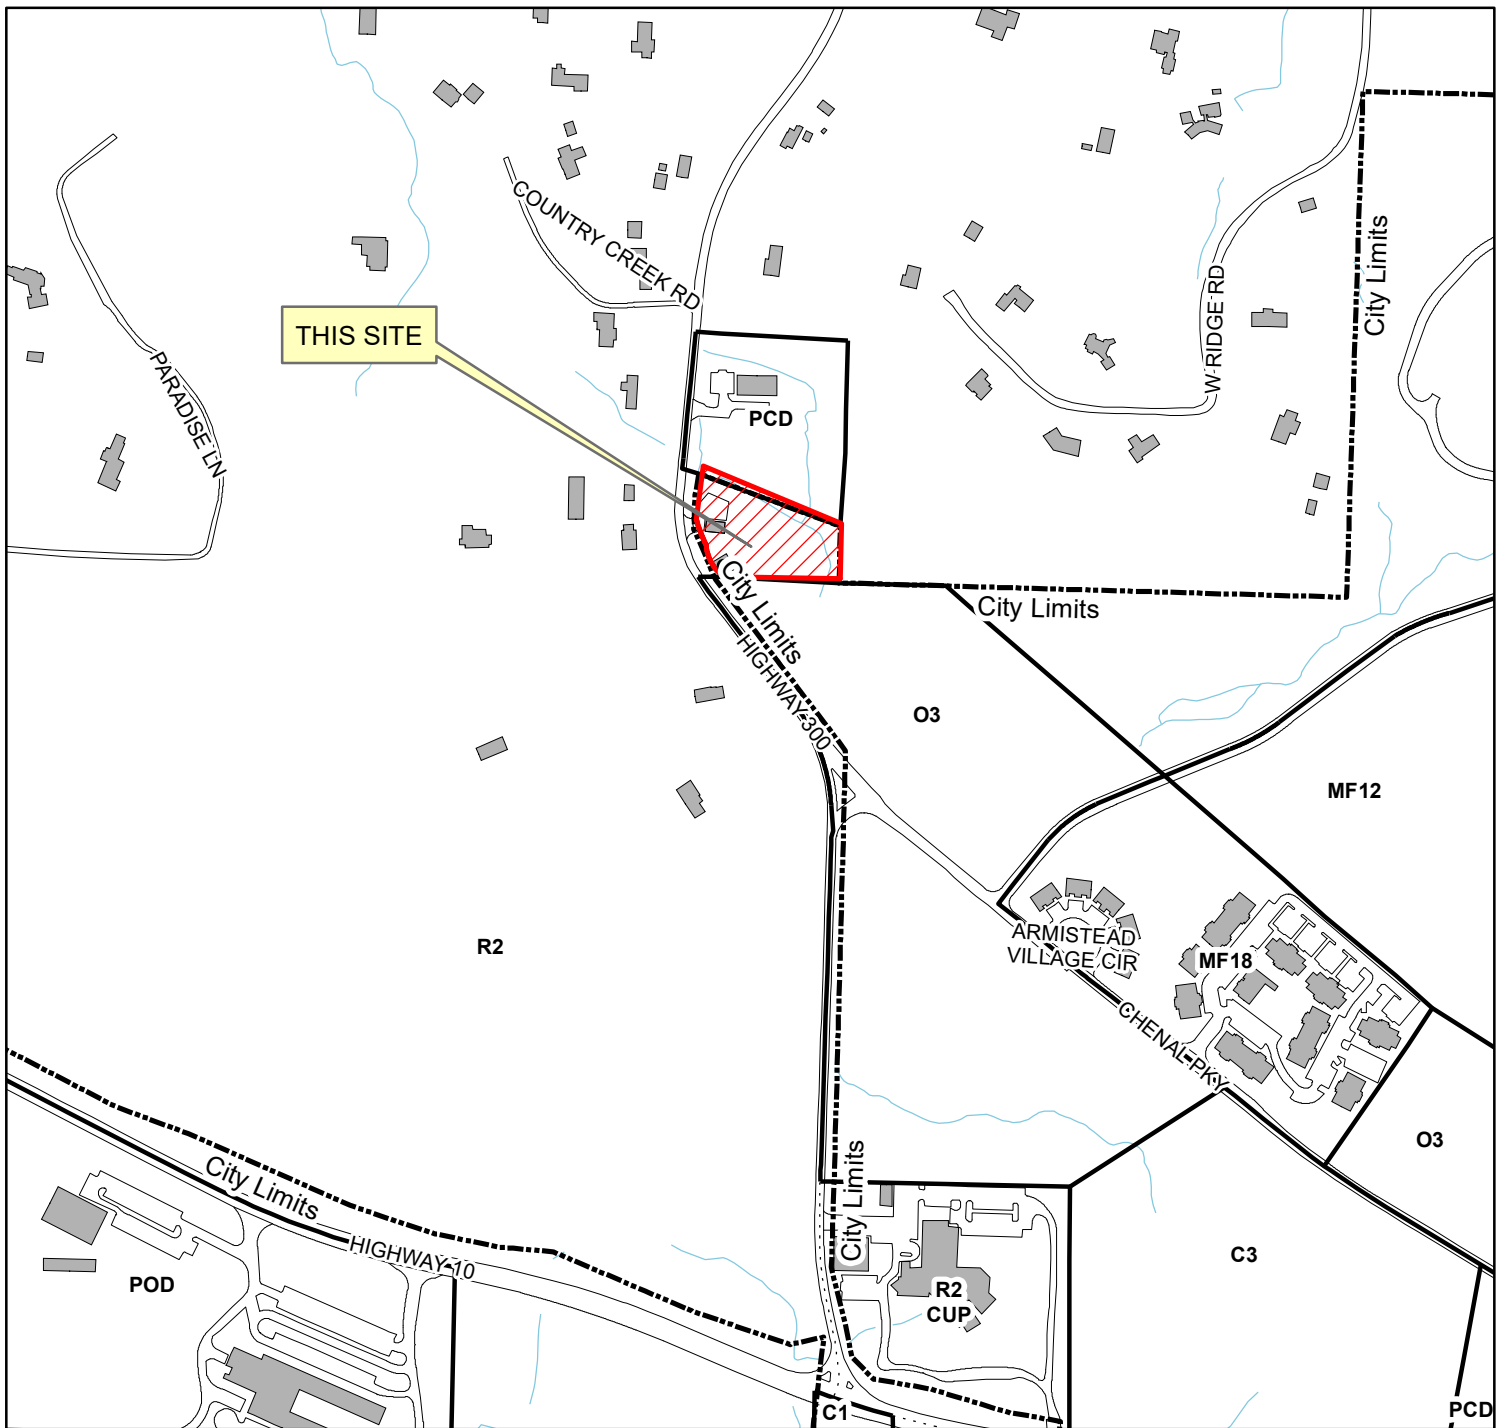 COUNTRY CREEK RD
City Limits
W RIDGE RD
THIS SITE
PARADISE LN
PCD
City Limits
City Limits
HIGHWAY 300
O3
MF12
R2
ARMISTEAD
VILLAGE CIR
MF18
CHENAL PKY
O3
City Limits
City Limits
HIGHWAY 10
POD
C3
R2
CUP
C1
PCD